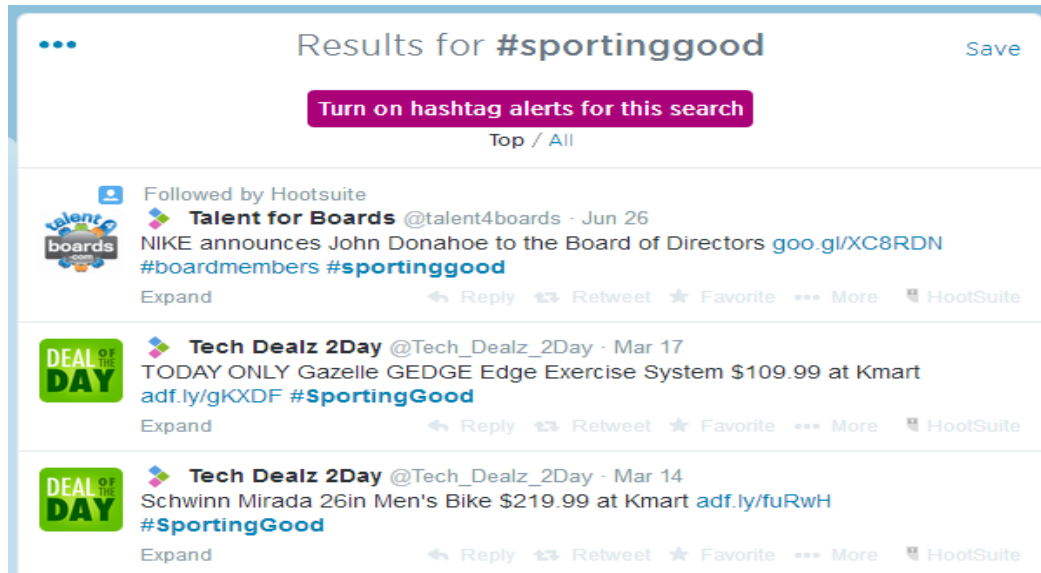 ••• Results for #sportinggood Save
Turn on hashtag alerts for this search
Top / All
Followed by Hootsuite
talent boards .com
Talent for Boards @talent4boards · Jun 26
NIKE announces John Donahoe to the Board of Directors goo.gl/XC8RDN
#boardmembers #sportinggood
Expand Reply Retweet Favorite ••• More HootSuite
DEAL OF THE DAY
Tech Dealz 2Day @Tech_Dealz_2Day · Mar 17
TODAY ONLY Gazelle GEDGE Edge Exercise System $109.99 at Kmart
adf.ly/gKXDF #SportingGood
Expand Reply Retweet Favorite ••• More HootSuite
DEAL OF THE DAY
Tech Dealz 2Day @Tech_Dealz_2Day · Mar 14
Schwinn Mirada 26in Men's Bike $219.99 at Kmart adf.ly/fuRwH
#SportingGood
Expand Reply Retweet Favorite ••• More HootSuite